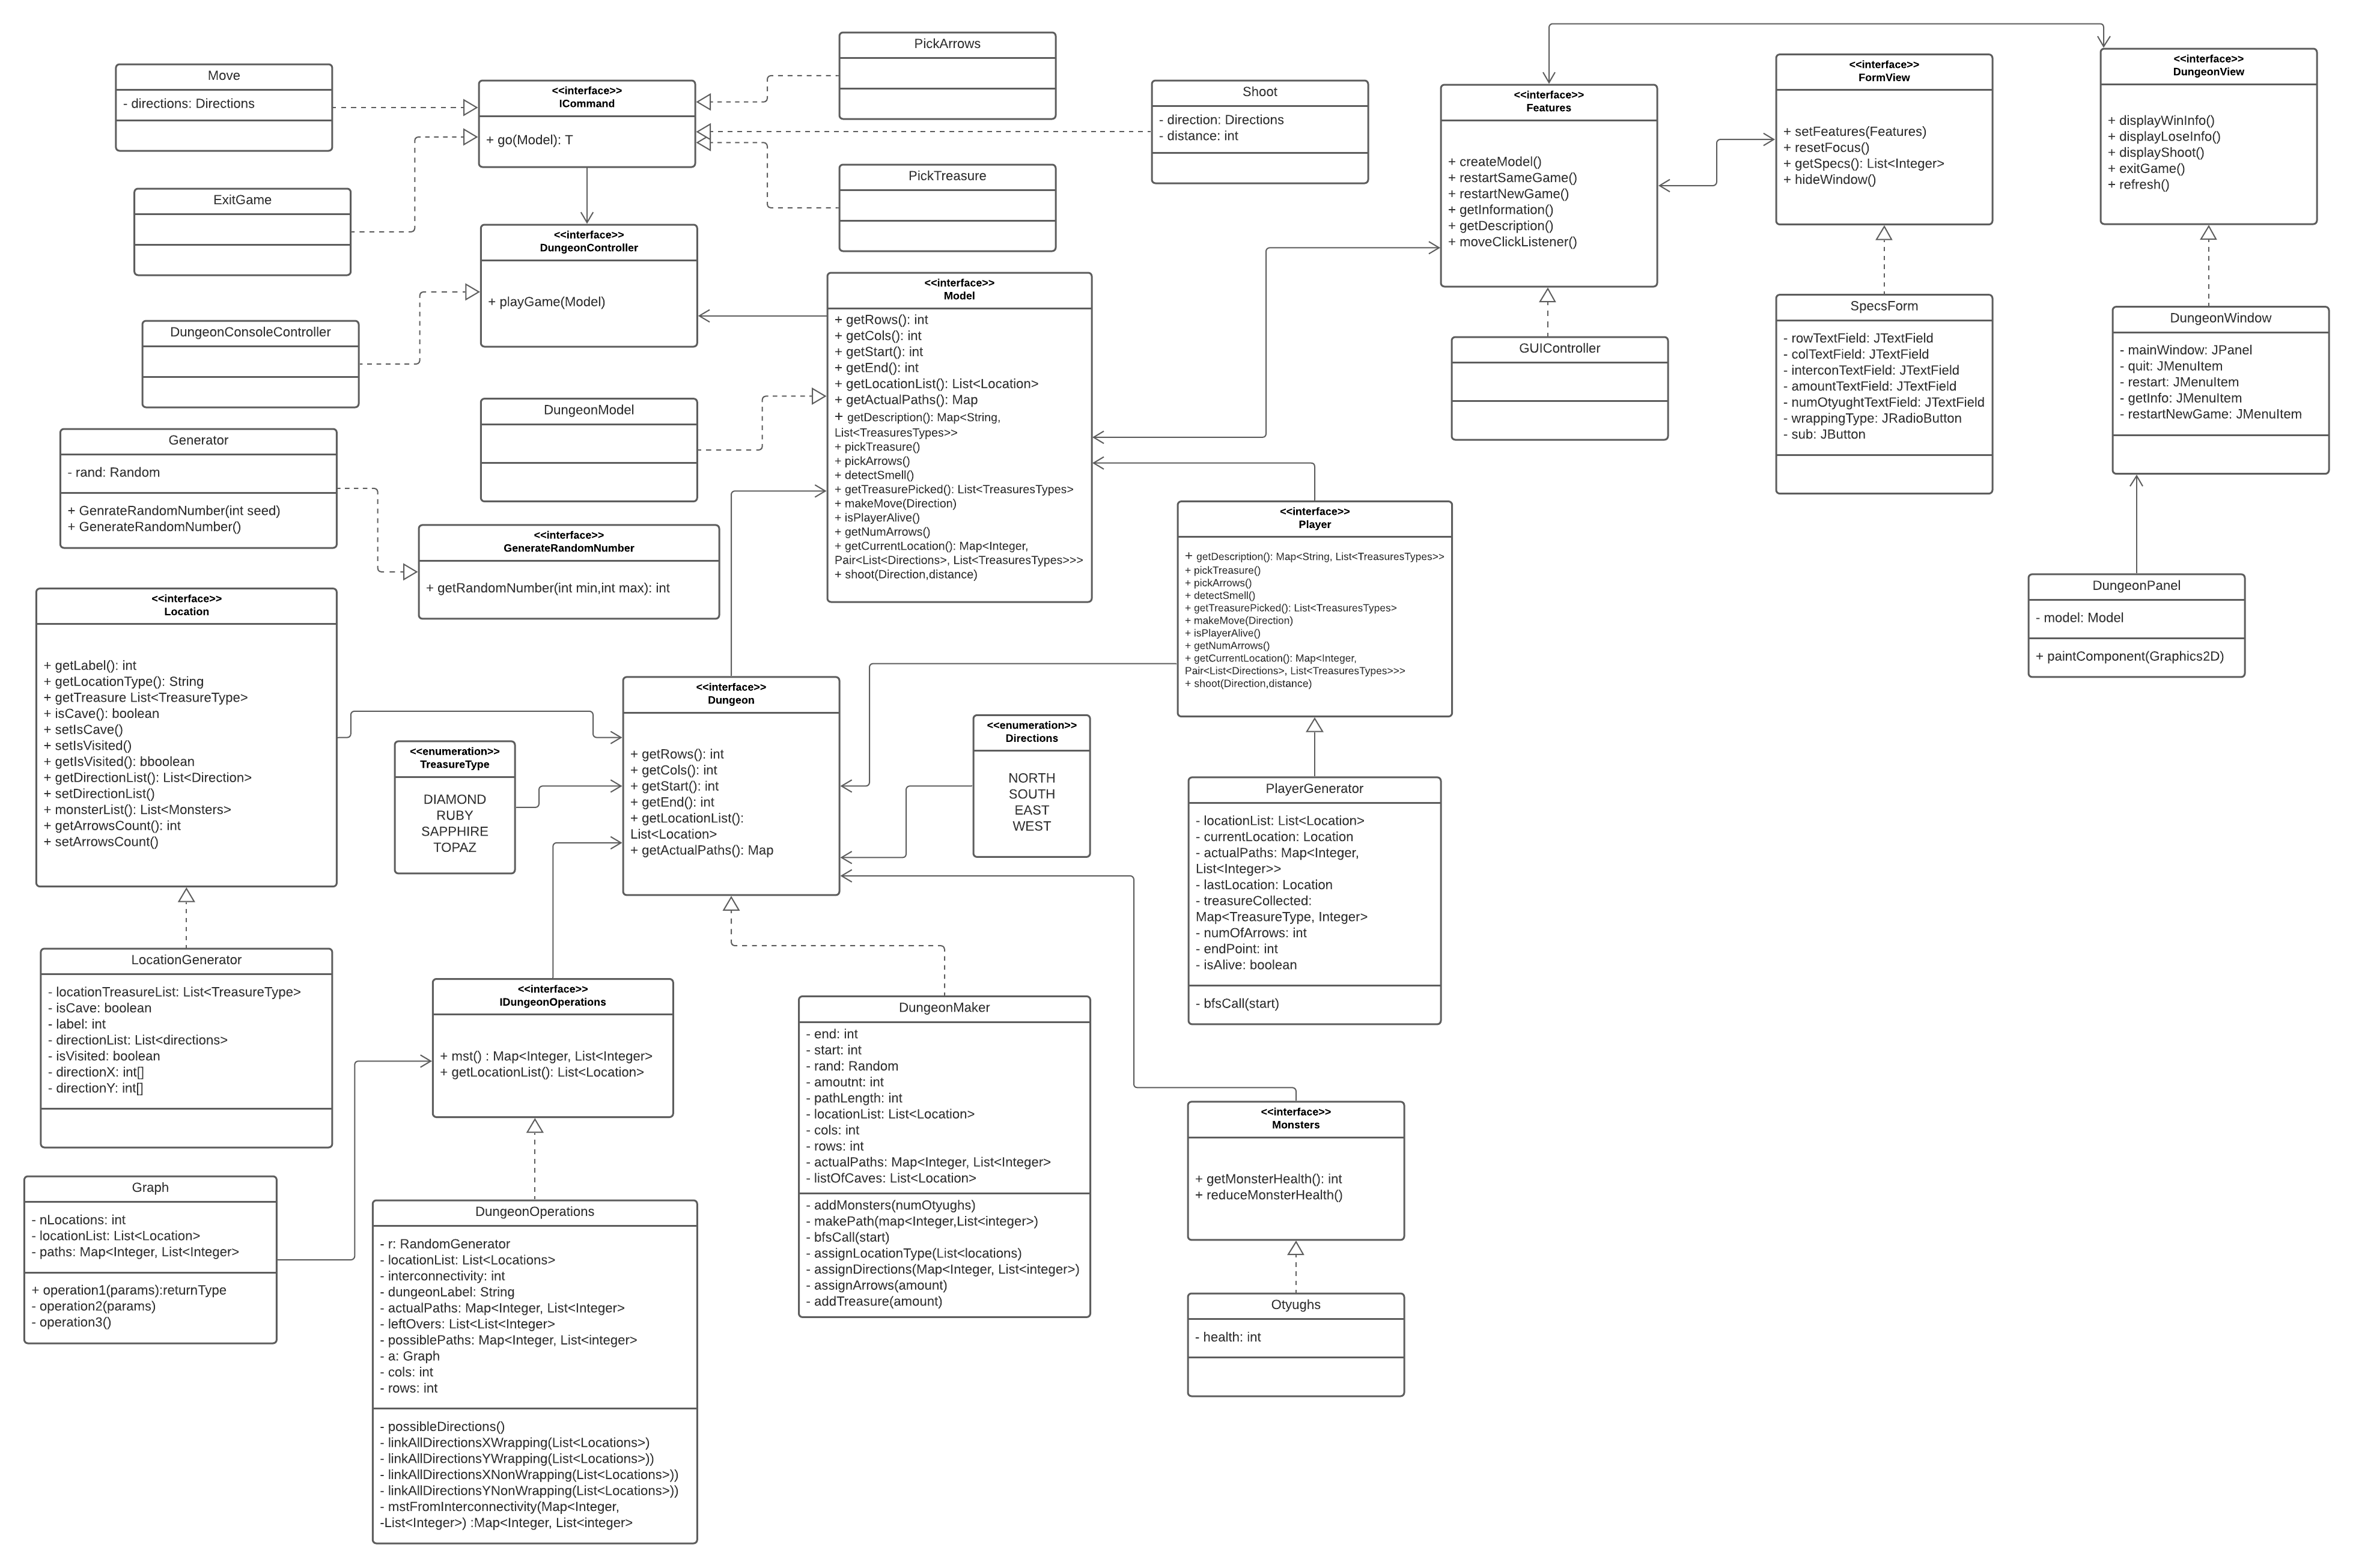 Move
- directions: Directions
ExitGame
<<interface>>
ICommand
+ go(Model): T
PickArrows
PickTreasure
Shoot
- direction: Directions
- distance: int
<<interface>>
Features
+ createModel()
+ restartSameGame()
+ restartNewGame()
+ getInformation()
+ getDescription()
+ moveClickListener()
<<interface>>
FormView
+ setFeatures(Features)
+ resetFocus()
+ getSpecs(): List<Integer>
+ hideWindow()
<<interface>>
DungeonView
+ displayWinInfo()
+ displayLoseInfo()
+ displayShoot()
+ exitGame()
+ refresh()
<<interface>>
DungeonController
+ playGame(Model)
DungeonConsoleController
DungeonModel
<<interface>>
Model
+ getRows(): int
+ getCols(): int
+ getStart(): int
+ getEnd(): int
+ getLocationList(): List<Location>
+ getActualPaths(): Map
+ getDescription(): Map<String,
List<TreasuresTypes>>
+ pickTreasure()
+ pickArrows()
+ detectSmell()
+ getTreasurePicked(): List<TreasuresTypes>
+ makeMove(Direction)
+ isPlayerAlive()
+ getNumArrows()
+ getCurrentLocation(): Map<Integer,
Pair<List<Directions>, List<TreasuresTypes>>>
+ shoot(Direction,distance)
GUIController
SpecsForm
- rowTextField: JTextField
- colTextField: JTextField
- interconTextField: JTextField
- amountTextField: JTextField
- numOtyughtTextField: JTextField
- wrappingType: JRadioButton
- sub: JButton
DungeonWindow
- mainWindow: JPanel
- quit: JMenuItem
- restart: JMenuItem
- getInfo: JMenuItem
- restartNewGame: JMenuItem
Generator
- rand: Random
+ GenrateRandomNumber(int seed)
+ GenerateRandomNumber()
<<interface>>
GenerateRandomNumber
+ getRandomNumber(int min,int max): int
<<interface>>
Player
+ getDescription(): Map<String, List<TreasuresTypes>>
+ pickTreasure()
+ pickArrows()
+ detectSmell()
+ getTreasurePicked(): List<TreasuresTypes>
+ makeMove(Direction)
+ isPlayerAlive()
+ getNumArrows()
+ getCurrentLocation(): Map<Integer,
Pair<List<Directions>, List<TreasuresTypes>>>
+ shoot(Direction,distance)
DungeonPanel
- model: Model
+ paintComponent(Graphics2D)
<<interface>>
Location
+ getLabel(): int
+ getLocationType(): String
+ getTreasure List<TreasureType>
+ isCave(): boolean
+ setIsCave()
+ setIsVisited()
+ getIsVisited(): bboolean
+ getDirectionList(): List<Direction>
+ setDirectionList()
+ monsterList(): List<Monsters>
+ getArrowsCount(): int
+ setArrowsCount()
<<enumeration>>
TreasureType
DIAMOND
RUBY
SAPPHIRE
TOPAZ
<<interface>>
Dungeon
+ getRows(): int
+ getCols(): int
+ getStart(): int
+ getEnd(): int
+ getLocationList():
List<Location>
+ getActualPaths(): Map
<<enumeration>>
Directions
NORTH
SOUTH
EAST
WEST
PlayerGenerator
- locationList: List<Location>
- currentLocation: Location
- actualPaths: Map<Integer,
List<Integer>>
- lastLocation: Location
- treasureCollected:
Map<TreasureType, Integer>
- numOfArrows: int
- endPoint: int
- isAlive: boolean
- bfsCall(start)
LocationGenerator
- locationTreasureList: List<TreasureType>
- isCave: boolean
- label: int
- directionList: List<directions>
- isVisited: boolean
- directionX: int[]
- directionY: int[]
<<interface>>
IDungeonOperations
+ mst() : Map<Integer, List<Integer>
+ getLocationList(): List<Location>
DungeonMaker
- end: int
- start: int
- rand: Random
- amoutnt: int
- pathLength: int
- locationList: List<Location>
- cols: int
- rows: int
- actualPaths: Map<Integer, List<Integer>
- listOfCaves: List<Location>
- addMonsters(numOtyughs)
- makePath(map<Integer,List<integer>)
- bfsCall(start)
- assignLocationType(List<locations)
- assignDirections(Map<Integer, List<integer>)
- assignArrows(amount)
- addTreasure(amount)
<<interface>>
Monsters
+ getMonsterHealth(): int
+ reduceMonsterHealth()
Graph
- nLocations: int
- locationList: List<Location>
- paths: Map<Integer, List<Integer>
+ operation1(params):returnType
- operation2(params)
- operation3()
DungeonOperations
- r: RandomGenerator
- locationList: List<Locations>
- interconnectivity: int
- dungeonLabel: String
- actualPaths: Map<Integer, List<Integer>
- leftOvers: List<List<Integer>
- possiblePaths: Map<Integer, List<integer>
- a: Graph
- cols: int
- rows: int
- possibleDirections()
- linkAllDirectionsXWrapping(List<Locations>)
- linkAllDirectionsYWrapping(List<Locations>))
- linkAllDirectionsXNonWrapping(List<Locations>))
- linkAllDirectionsYNonWrapping(List<Locations>))
- mstFromInterconnectivity(Map<Integer,
-List<Integer>) :Map<Integer, List<integer>
Otyughs
- health: int